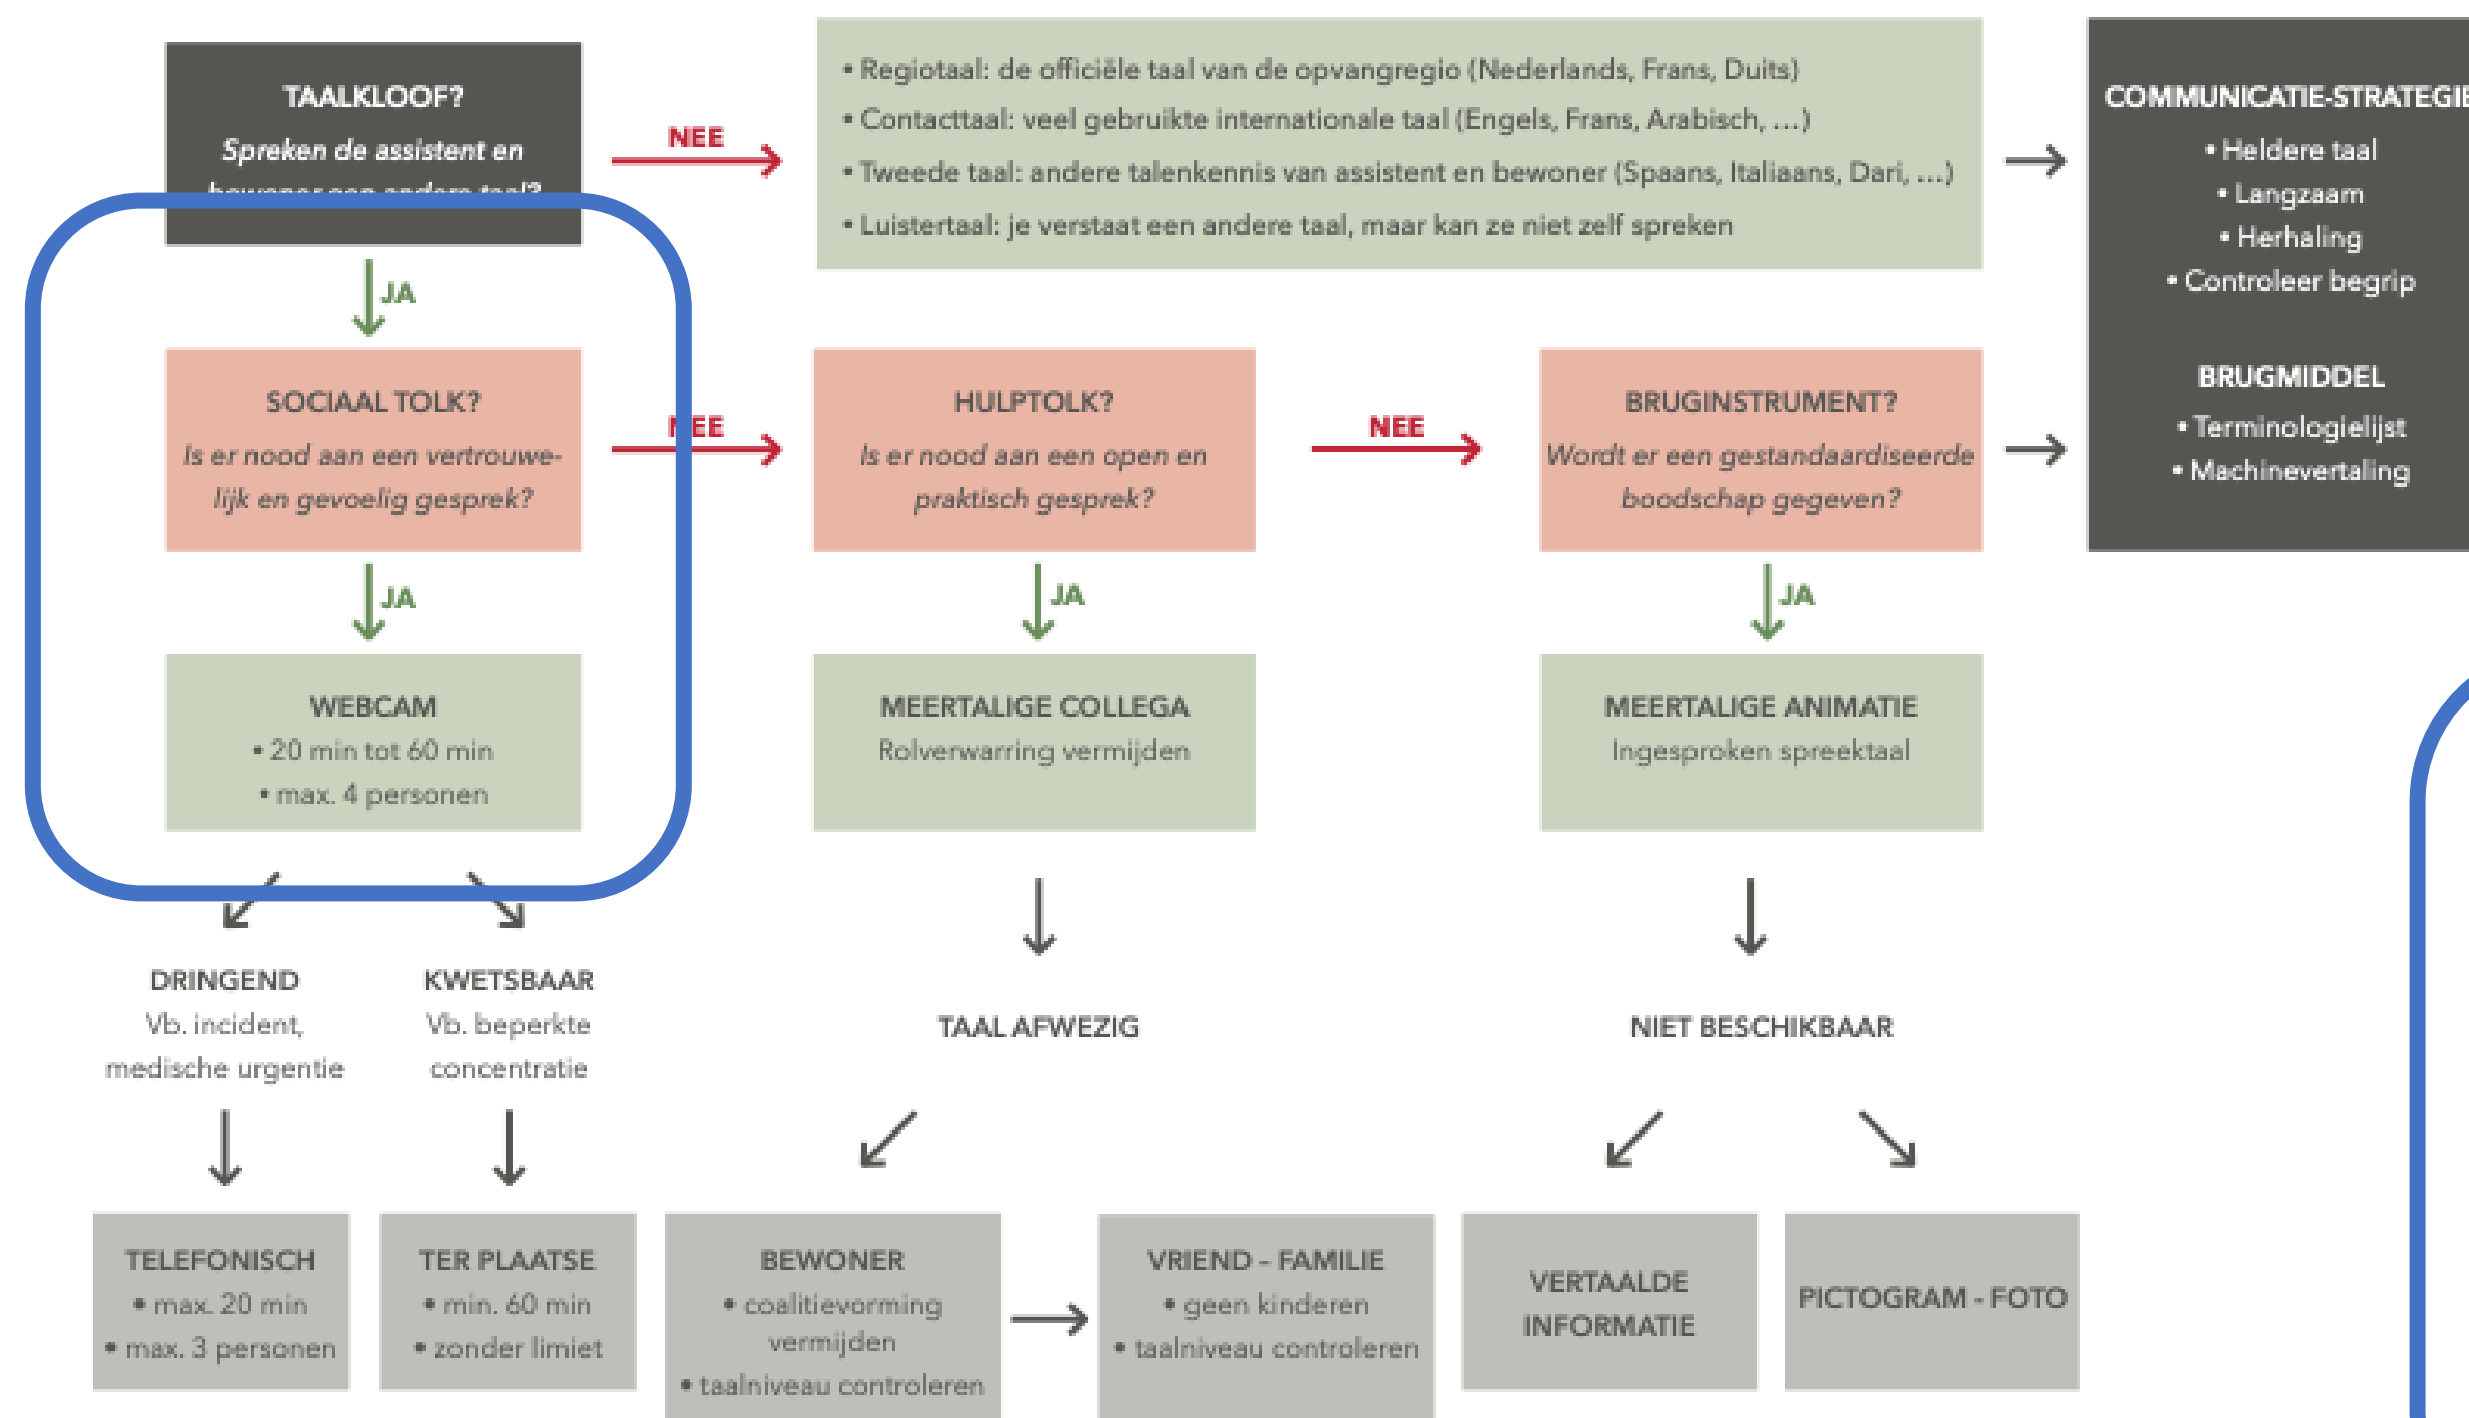 TAALKLOOF?
Spreken de assistent en
bewoner een andere taal?
NEE
• Regiotaal: de officiële taal van de opvangregio (Nederlands, Frans, Duits)
• Contacttaal: veel gebruikte internationale taal (Engels, Frans, Arabisch, ...)
• Tweede taal: andere talenkennis van assistent en bewoner (Spaans, Italiaans, Dari, ...)
• Luistertaal: je verstaat een andere taal, maar kan ze niet zelf spreken
COMMUNICATIE-STRATEGIE
• Heldere taal
• Langzaam
• Herhaling
• Controleer begrip
BRUGMIDDEL
• Terminologielijst
• Machinevertaling
JA
SOCIAAL TOLK?
Is er nood aan een vertrouwe-
lijk en gevoelig gesprek?
NEE
HULPTOLK?
Is er nood aan een open en
praktisch gesprek?
NEE
BRUGINSTRUMENT?
Wordt er een gestandaardiseerde
boodschap gegeven?
JA
JA
JA
WEBCAM
• 20 min tot 60 min
• max. 4 personen
MEERTALIGE COLLEGA
Rolverwarring vermijden
MEERTALIGE ANIMATIE
Ingesproken spreektaal
DRINGEND
Vb. incident,
medische urgentie
KWETSBAAR
Vb. beperkte
concentratie
TAAL AFWEZIG
NIET BESCHIKBAAR
TELEFONISCH
• max. 20 min
• max. 3 personen
TER PLAATSE
• min. 60 min
• zonder limiet
BEWONER
• coalitievorming
vermijden
• taalniveau controleren
VRIEND - FAMILIE
• geen kinderen
• taalniveau controleren
VERTAALDE
INFORMATIE
PICTOGRAM - FOTO